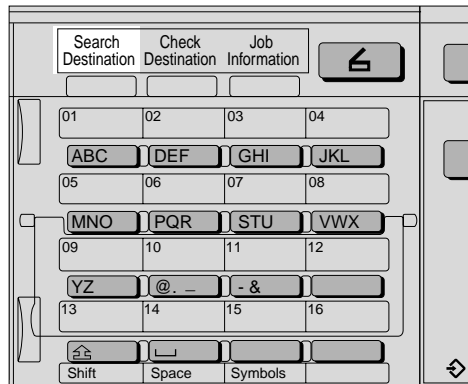 Search Destination
Check Destination
Job Information
01 02 03 04
ABC DEF GHI JKL
05 06 07 08
MNO PQR STU VWX
09 10 11 12
YZ @. _ - &
13 14 15 16
Shift Space Symbols